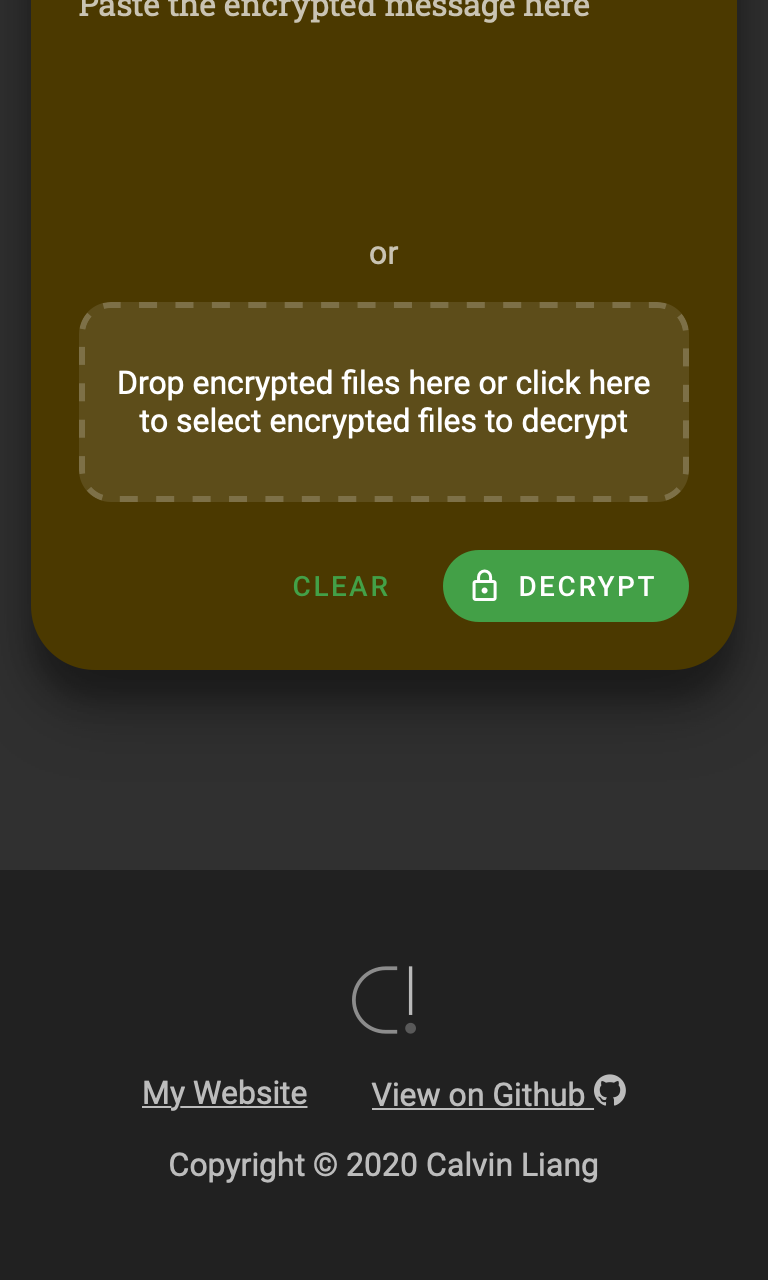 Paste the encrypted message here
or
Drop encrypted files here or click here
to select encrypted files to decrypt
CLEAR
DECRYPT
C!
My Website
View on Github
Copyright © 2020 Calvin Liang